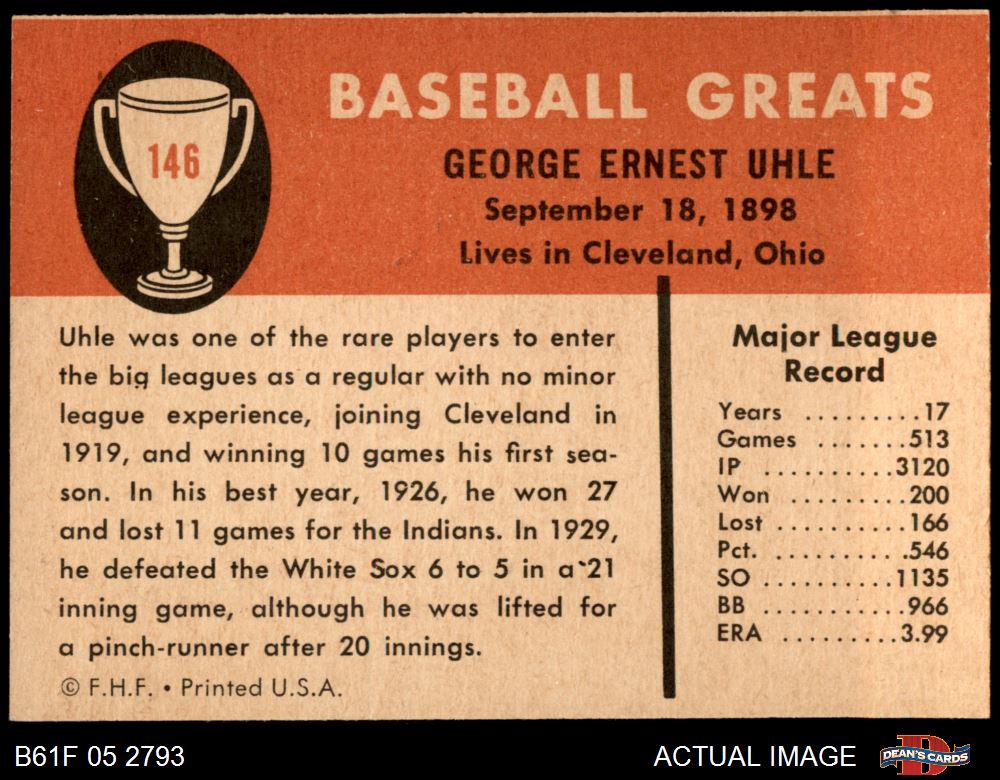 146
BASEBALL GREATS
GEORGE ERNEST UHLE
September 18, 1898
Lives in Cleveland, Ohio
Uhle was one of the rare players to enter
the big leagues as a regular with no minor
league experience, joining Cleveland in
1919, and winning 10 games his first sea-
son. In his best year, 1926, he won 27
and lost 11 games for the Indians. In 1929,
he defeated the White Sox 6 to 5 in a 21
inning game, although he was lifted for
a pinch-runner after 20 innings.
© F.H.F. • Printed U.S.A.
Major League
Record
Years .........17
Games .......513
IP ..........3120
Won .........200
Lost ..........166
Pct. ..........546
SO ..........1135
BB ...........966
ERA .........3.99
B61F 05 2793
ACTUAL IMAGE
DEAN'S CARDS